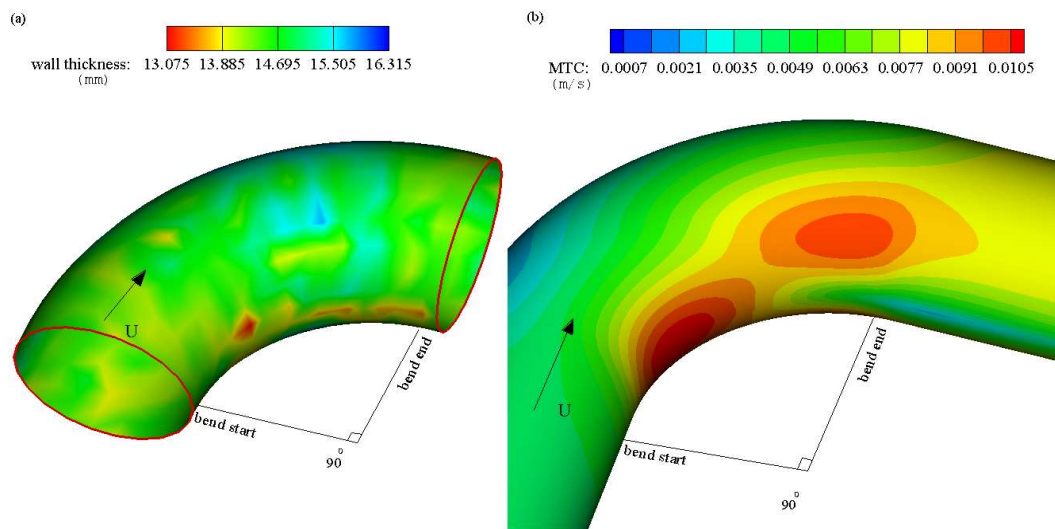 (a)
wall thickness: 13.075 13.885 14.695 15.505 16.315
(mm)
U
bend start
bend end
90°
(b)
MTC: 0.0007 0.0021 0.0035 0.0049 0.0063 0.0077 0.0091 0.0105
(m/s)
U
bend start
bend end
90°